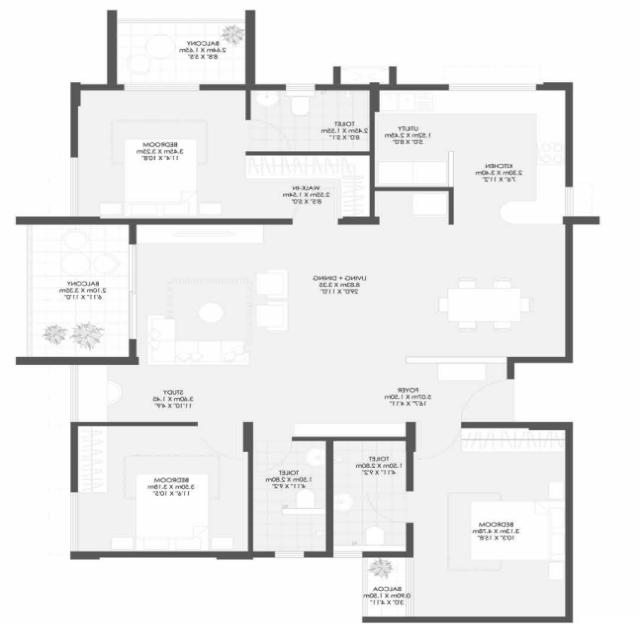 BALCONY
2.64m X 1.65m
8'8" X 5'5"
TOILET
2.45m X 1.55m
8'0" X 5'1"
UTILITY
1.52m X 2.45m
5'0" X 8'0"
BEDROOM
3.45m X 3.25m
11'4" X 10'8"
KITCHEN
2.30m X 3.40m
7'6" X 11'2"
WALK-IN
2.55m X 1.54m
8'5" X 5'0"
BALCONY
2.10m X 3.35m
6'11" X 11'0"
LIVING + DINING
8.83m X 3.35
29'0" X 11'0"
STUDY
3.60m X 1.45
11'10" X 4'9"
FOYER
5.07m X 1.50m
16'7" X 4'11"
BEDROOM
3.50m X 3.18m
11'6" X 10'5"
TOILET
1.50m X 2.80m
4'11" X 9'2"
TOILET
1.50m X 2.80m
4'11" X 9'2"
BEDROOM
3.13m X 4.78m
10'3" X 15'8"
BALCOA
0.90m X 1.50m
3'0" X 4'11"